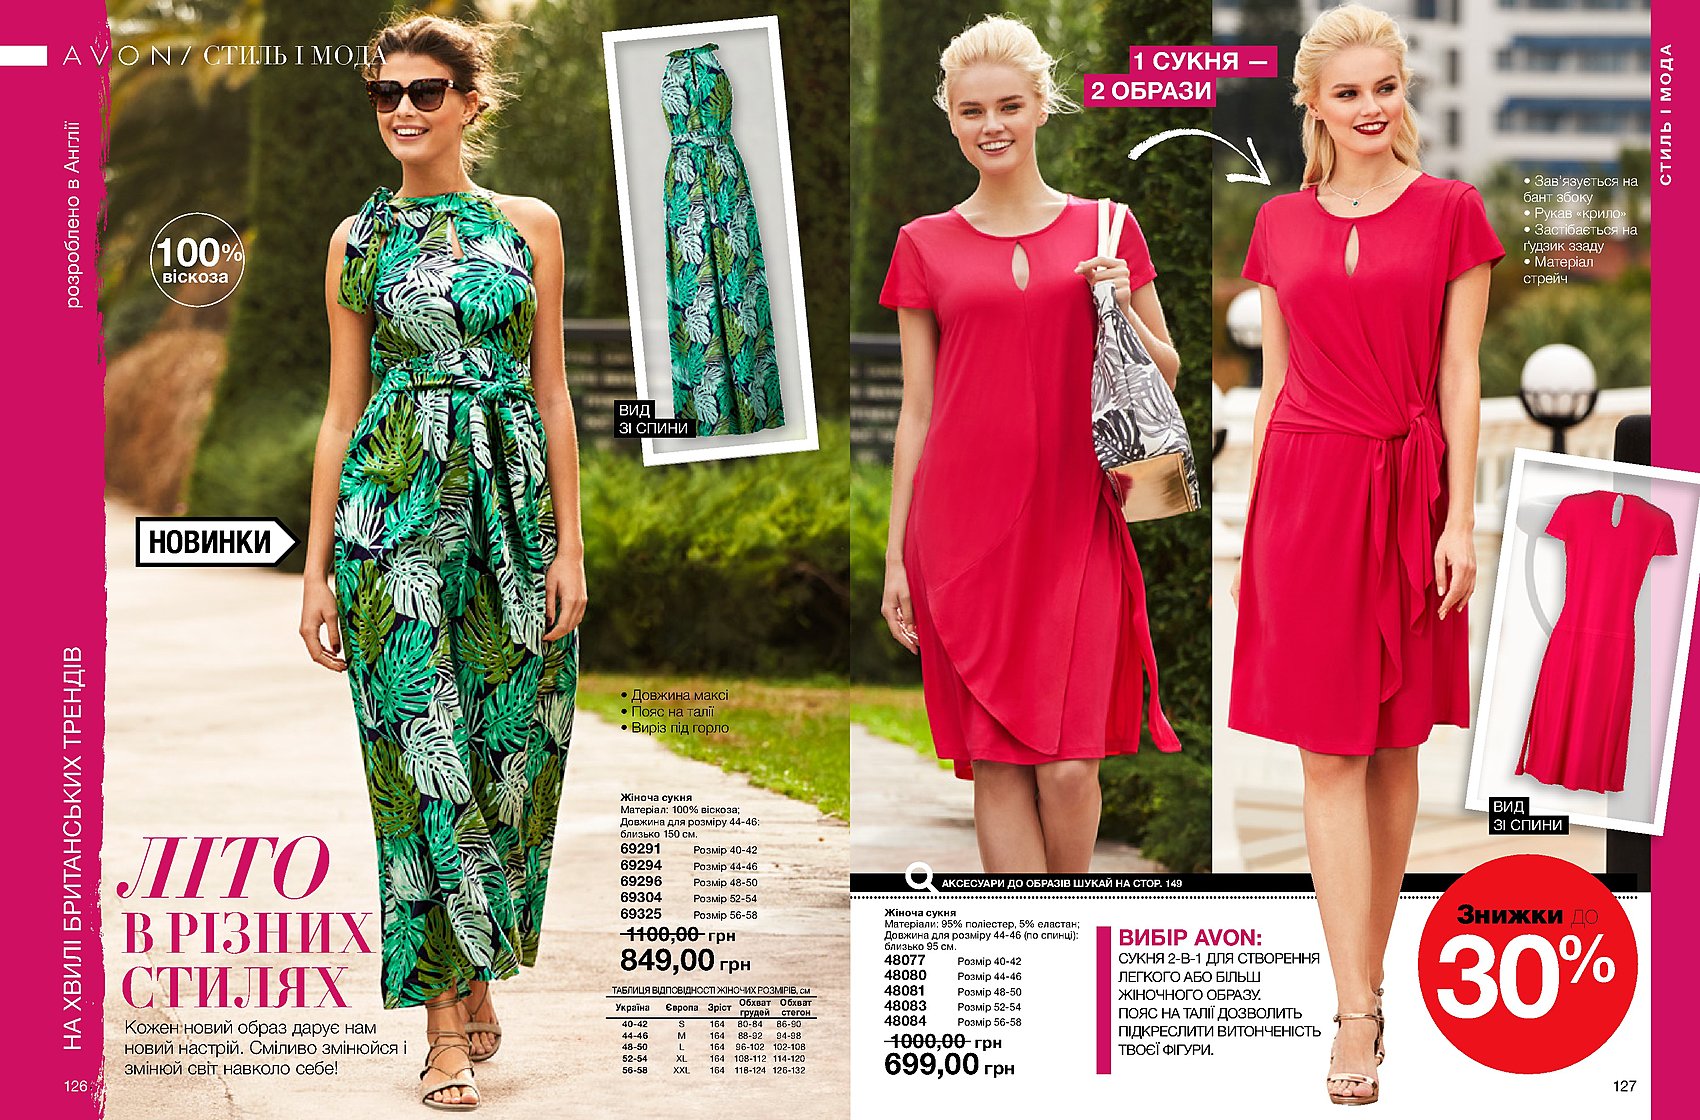 AVON / СТИЛЬ І МОДА
розроблено в Англії
НА ХВИЛІ БРИТАНСЬКИХ ТРЕНДІВ
100%
віскоза
НОВИНКИ
ВИД
ЗІ СПИНИ
• Довжина максі
• Пояс на талії
• Виріз під горло
ЛІТО
В РІЗНИХ
СТИЛЯХ
Кожен новий образ дарує нам
новий настрій. Сміливо змінюйся і
змінюй світ навколо себе!
126
Жіноча сукня
Матеріал: 100% віскоза;
Довжина для розміру 44-46:
близько 150 см.
69291 Розмір 40-42
69294 Розмір 44-46
69296 Розмір 48-50
69304 Розмір 52-54
69325 Розмір 56-58
1100,00 грн
849,00 грн
ТАБЛИЦЯ ВІДПОВІДНОСТІ ЖІНОЧИХ РОЗМІРІВ, см
Україна Європа Зріст Обхват грудей Обхват стегон
40-42 S 164 80-84 86-90
44-46 M 164 88-92 94-98
48-50 L 164 96-102 102-108
52-54 XL 164 108-112 114-120
56-58 XXL 164 118-124 126-132
1 СУКНЯ —
2 ОБРАЗИ
СТИЛЬ І МОДА
• Зав'язується на
бант збоку
• Рукав «крило»
• Застібається на
ґудзик ззаду
• Матеріал
стрейч
ВИД
ЗІ СПИНИ
АКСЕСУАРИ ДО ОБРАЗІВ ШУКАЙ НА СТОР. 149
Жіноча сукня
Матеріали: 95% поліестер, 5% еластан;
Довжина для розміру 44-46 (по спинці):
близько 95 см.
48077 Розмір 40-42
48080 Розмір 44-46
48081 Розмір 48-50
48083 Розмір 52-54
48084 Розмір 56-58
1000,00 грн
699,00 грн
ВИБІР AVON:
СУКНЯ 2-В-1 ДЛЯ СТВОРЕННЯ
ЛЕГКОГО АБО БІЛЬШ
ЖІНОЧНОГО ОБРАЗУ.
ПОЯС НА ТАЛІЇ ДОЗВОЛИТЬ
ПІДКРЕСЛИТИ ВИТОНЧЕНІСТЬ
ТВОЄЇ ФІГУРИ.
Знижки до
30%
127